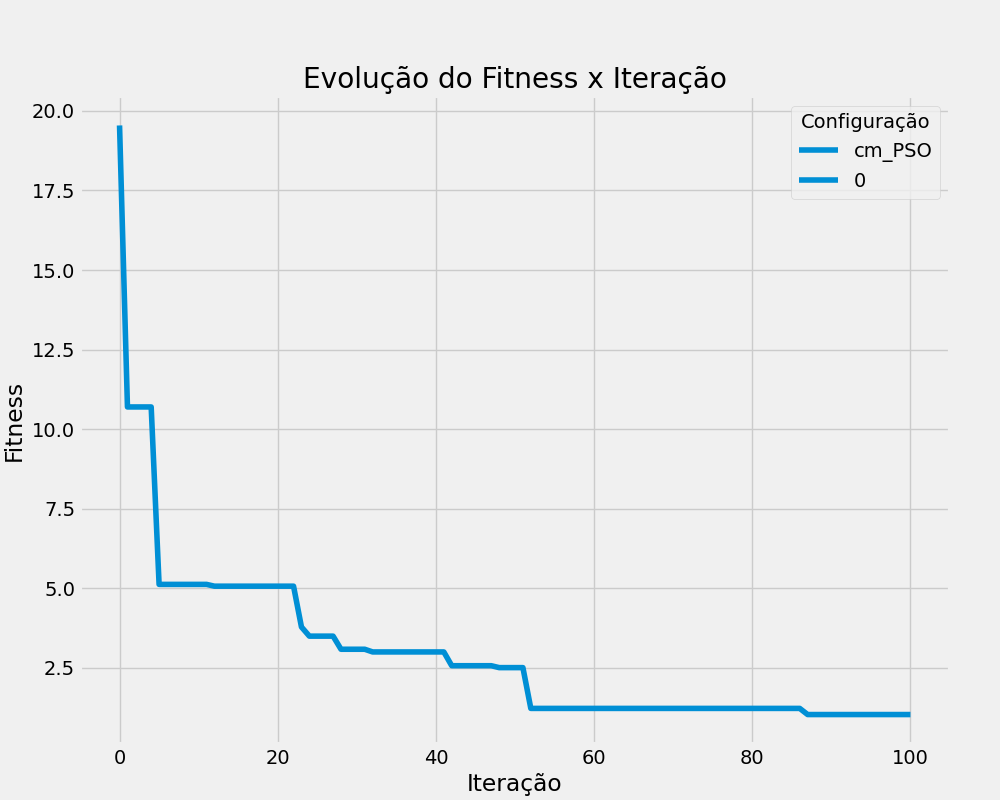 Evolução do Fitness x Iteração
Configuração
cm_PSO
0
20.0
17.5
15.0
12.5
10.0
7.5
5.0
2.5
Fitness
0 20 40 60 80 100
Iteração